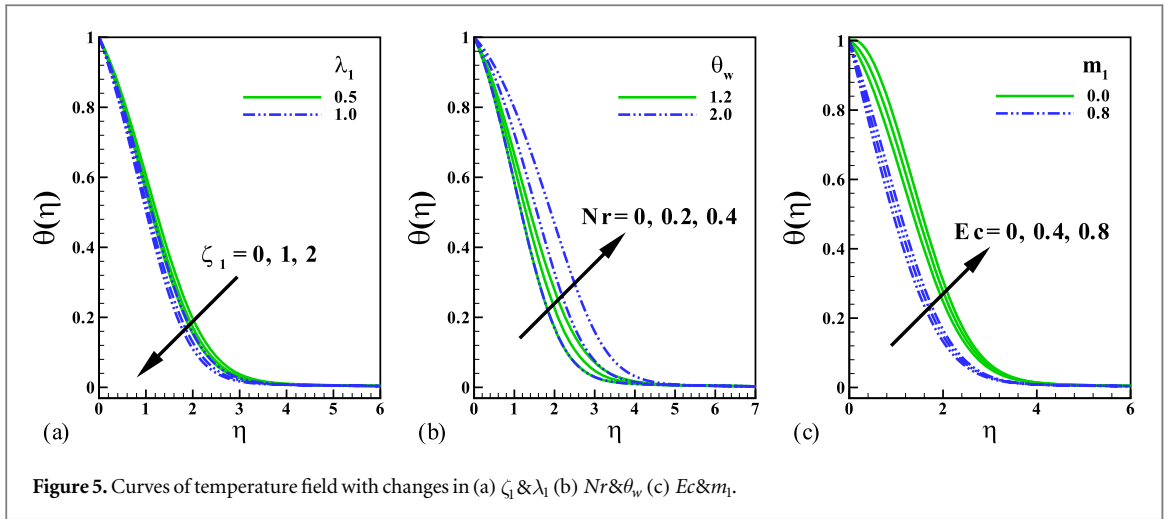 1
0.8
0.6
0.4
0.2
0
0 1 2 3 4 5 6
θ(η)
η
λ1
0.5
1.0
ζ1 = 0, 1, 2
(a)
1
0.8
0.6
0.4
0.2
0
0 1 2 3 4 5 6 7
θ(η)
η
θw
1.2
2.0
Nr = 0, 0.2, 0.4
(b)
1
0.8
0.6
0.4
0.2
0
0 2 4 6
θ(η)
η
m1
0.0
0.8
Ec = 0, 0.4, 0.8
(c)
Figure 5. Curves of temperature field with changes in (a) ζ1&λ1 (b) Nr&θw (c) Ec&m1.